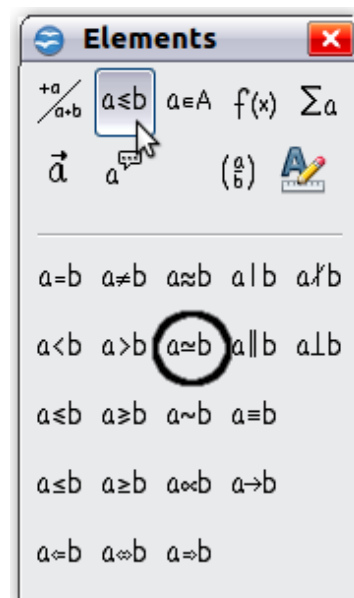 Elements
+a/a+b a⩽b a∈A f(x) Σa
a⃗ a (a b)
a=b a≠b a≈b a∣b a∤b
a<b a>b a≃b a∥b a⊥b
a⩽b a⩾b a~b a≡b
a≤b a≥b a∝b a→b
a⇐b a⇔b a⇒b